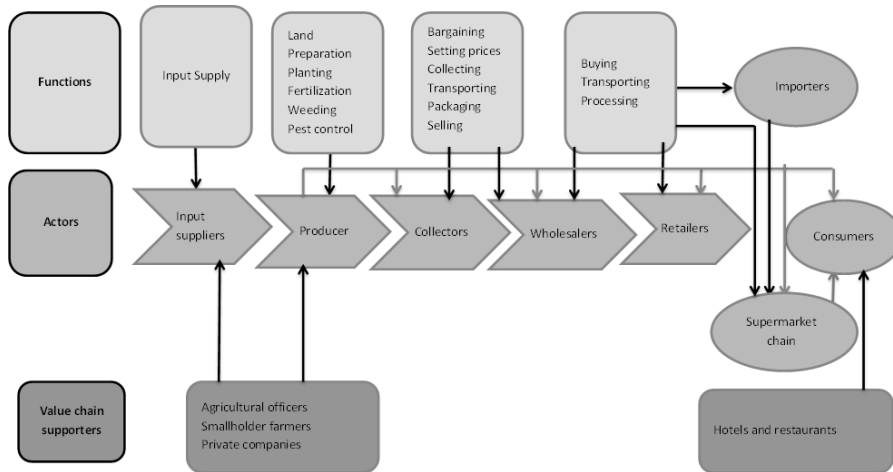 Functions
Input Supply
Land
Preparation
Planting
Fertilization
Weeding
Pest control
Bargaining
Setting prices
Collecting
Transporting
Packaging
Selling
Buying
Transporting
Processing
Importers
Actors
Input
suppliers
Producer
Collectors
Wholesalers
Retailers
Consumers
Supermarket
chain
Value chain
supporters
Agricultural officers
Smallholder farmers
Private companies
Hotels and restaurants